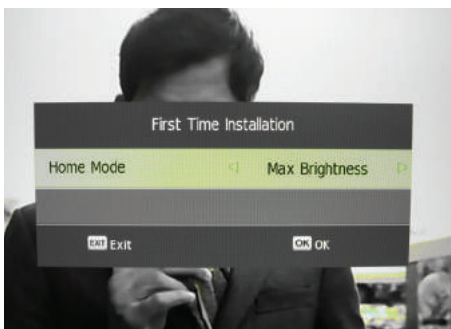 First Time Installation
Home Mode Max Brightness
EXIT Exit OK OK